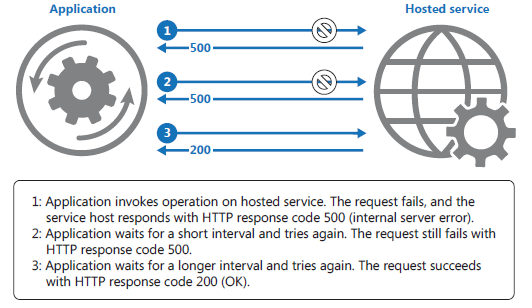 Application
Hosted service
1
500
2
500
3
200
1: Application invokes operation on hosted service. The request fails, and the
service host responds with HTTP response code 500 (internal server error).
2: Application waits for a short interval and tries again. The request still fails with
HTTP response code 500.
3: Application waits for a longer interval and tries again. The request succeeds
with HTTP response code 200 (OK).